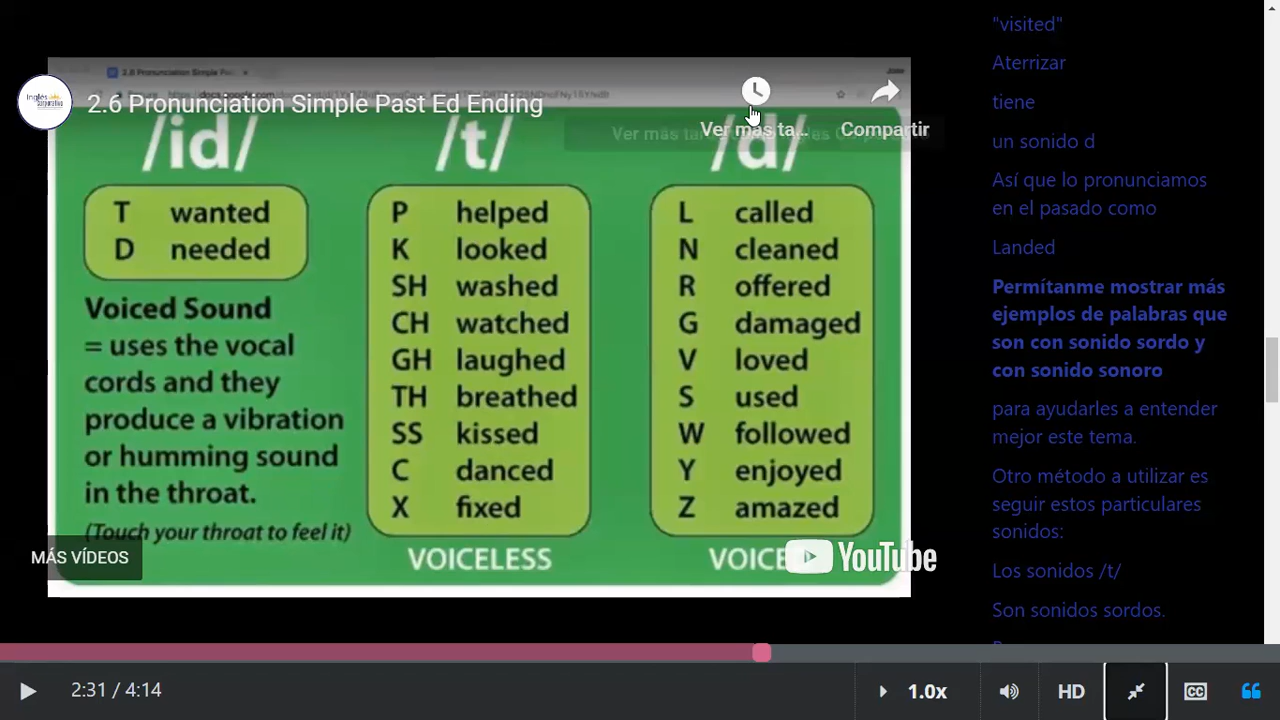 2.6 Pronunciation Simple Past Ed Ending
Ver más ta...
Compartir
/id/
/t/
/d/
T wanted
D needed
Voiced Sound
= uses the vocal
cords and they
produce a vibration
or humming sound
in the throat.
(Touch your throat to feel it)
P helped
K looked
SH washed
CH watched
GH laughed
TH breathed
SS kissed
C danced
X fixed
VOICELESS
L called
N cleaned
R offered
G damaged
V loved
S used
W followed
Y enjoyed
Z amazed
VOICE
MÁS VÍDEOS
YouTube
"visited"
Aterrizar
tiene
un sonido d
Así que lo pronunciamos
en el pasado como
Landed
Permítanme mostrar más
ejemplos de palabras que
son con sonido sordo y
con sonido sonoro
para ayudarles a entender
mejor este tema.
Otro método a utilizar es
seguir estos particulares
sonidos:
Los sonidos /t/
Son sonidos sordos.
2:31 / 4:14
1.0x
HD
CC